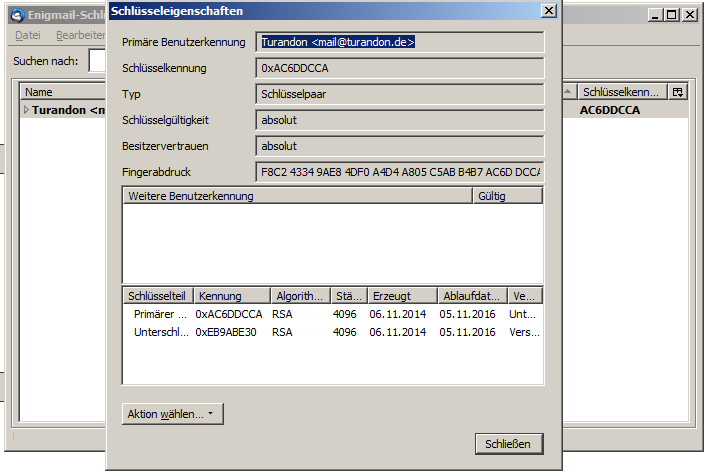 Enigmail-Schl
Schlüsseleigenschaften
Datei Bearbeiten
Suchen nach:
Name Schlüsselkenn...
Turandon <m AC6DDCCA
Primäre Benutzerkennung Turandon <mail@turandon.de>
Schlüsselkennung 0xAC6DDCCA
Typ Schlüsselpaar
Schlüsselgültigkeit absolut
Besitzervertrauen absolut
Fingerabdruck F8C2 4334 9AE8 4DF0 A4D4 A805 C5AB B4B7 AC6D DCCA
Weitere Benutzerkennung Gültig
Schlüsselteil Kennung Algorith... Stä... Erzeugt Ablaufdat... Ve...
Primärer ... 0xAC6DDCCA RSA 4096 06.11.2014 05.11.2016 Unt...
Unterschl... 0xEB9ABE30 RSA 4096 06.11.2014 05.11.2016 Vers...
Aktion wählen...
Schließen